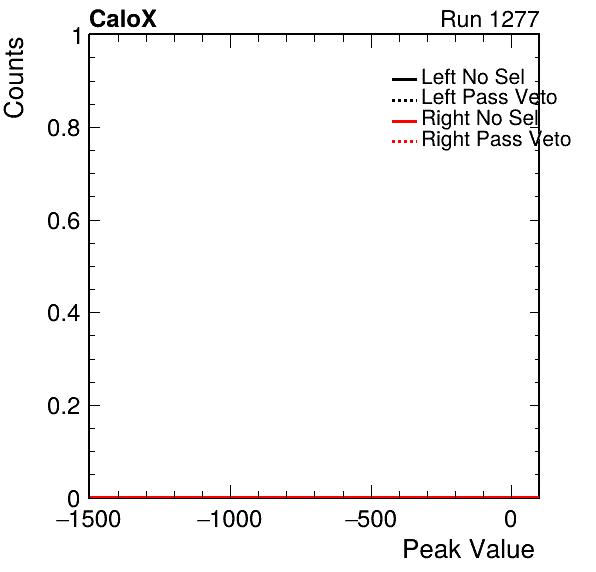 CaloX Run 1277
Counts
1
0.8
0.6
0.4
0.2
0
Left No Sel
Left Pass Veto
Right No Sel
Right Pass Veto
−1500 −1000 −500 0
Peak Value